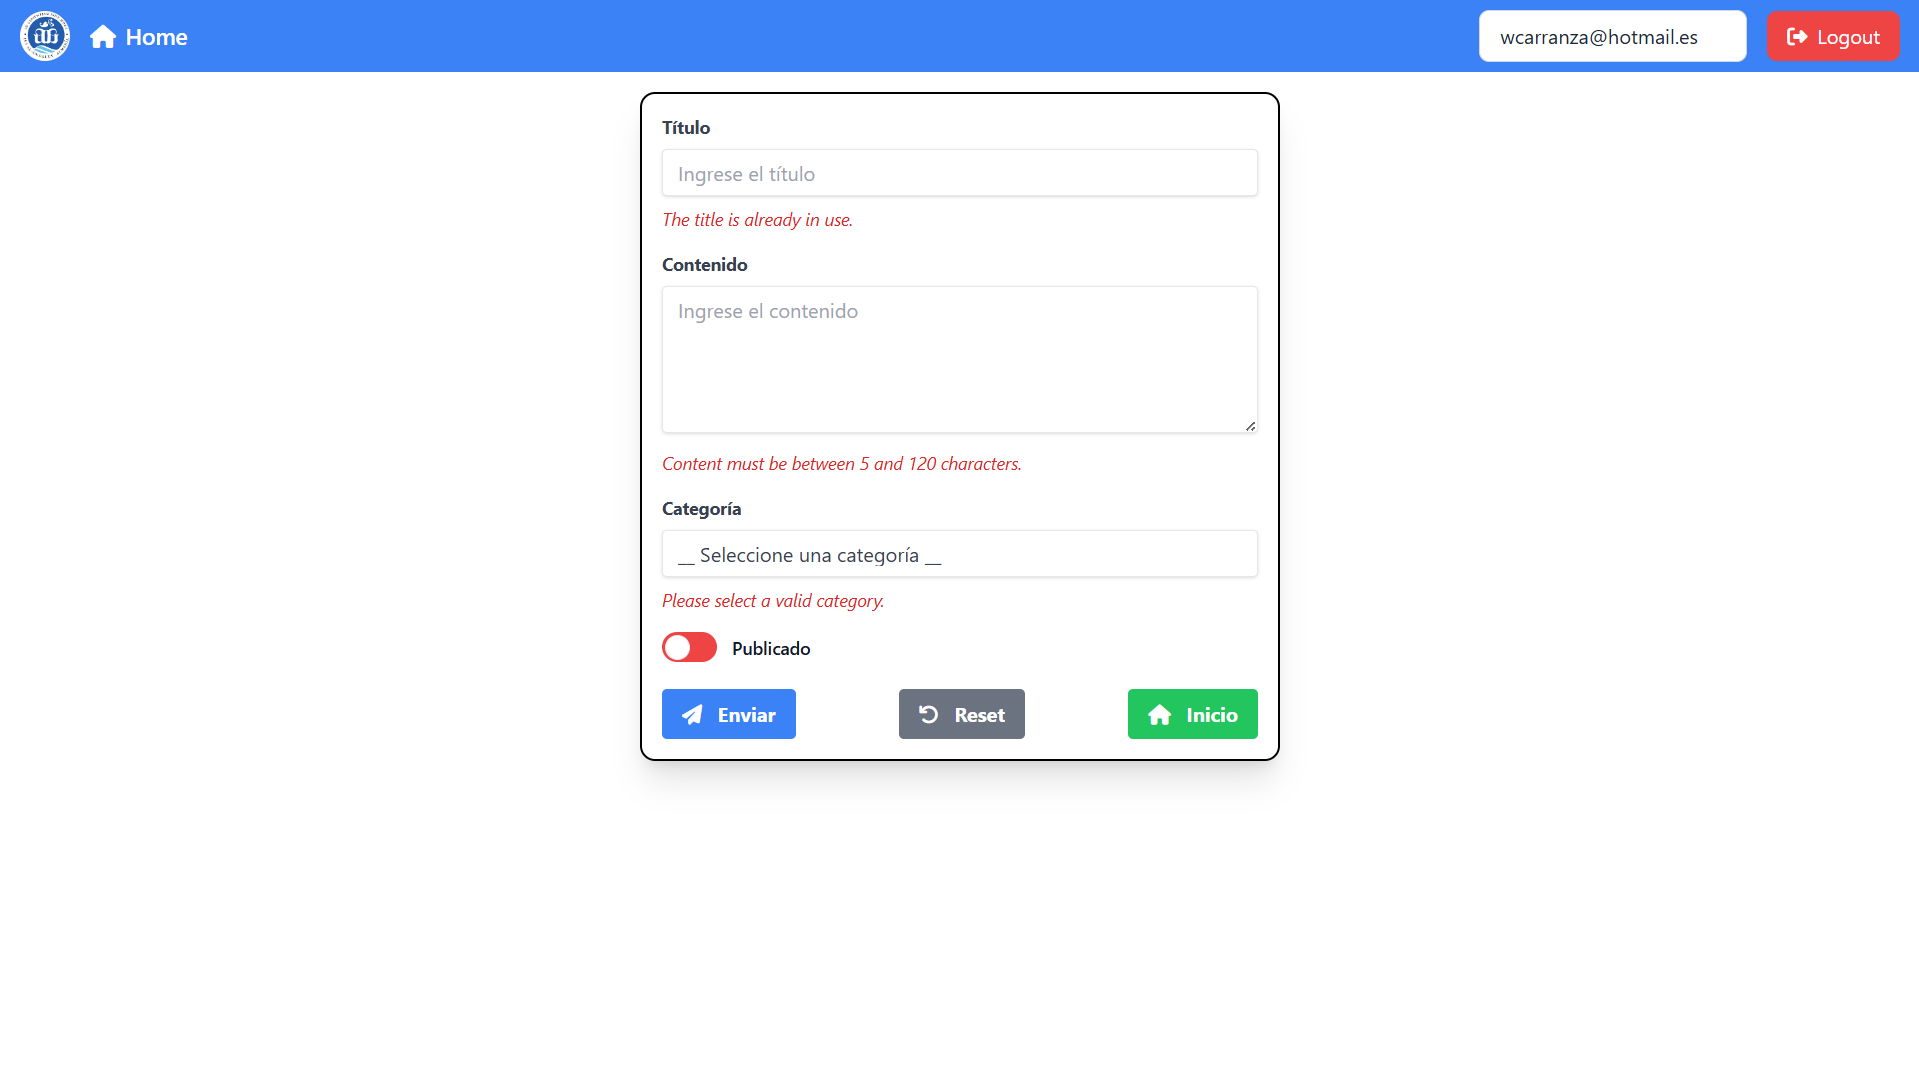 Home
wcarranza@hotmail.es
Logout
Título
Ingrese el título
The title is already in use.
Contenido
Ingrese el contenido
Content must be between 5 and 120 characters.
Categoría
__ Seleccione una categoría __
Please select a valid category.
Publicado
Enviar
Reset
Inicio